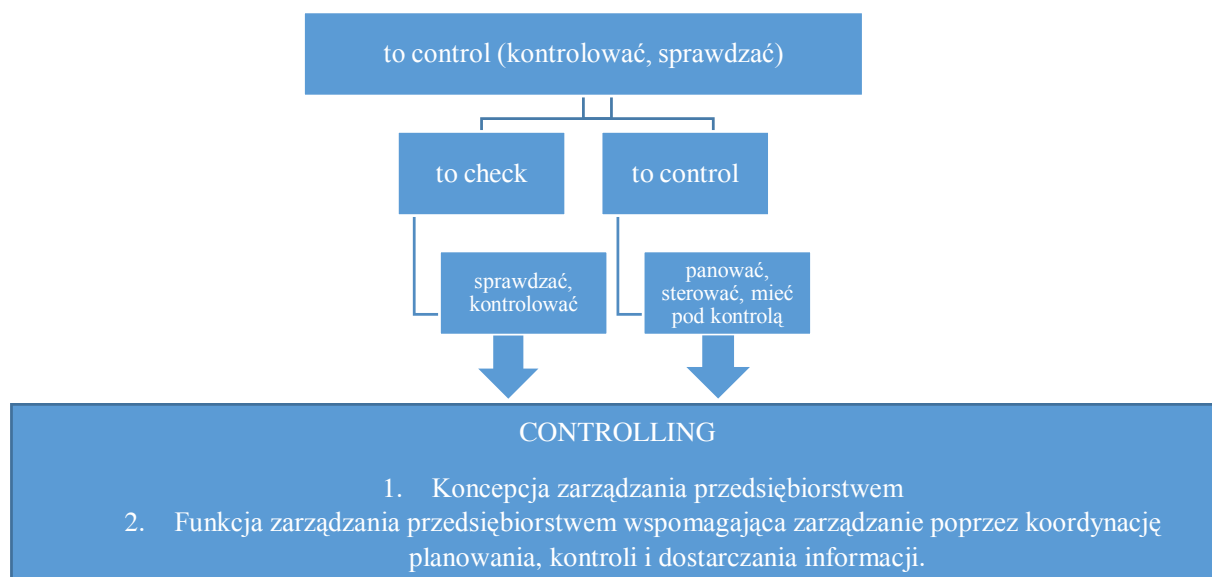 to control (kontrolować, sprawdzać)
to check
to control
sprawdzać,
kontrolować
panować,
sterować, mieć
pod kontrolą
CONTROLLING
1. Koncepcja zarządzania przedsiębiorstwem
2. Funkcja zarządzania przedsiębiorstwem wspomagająca zarządzanie poprzez koordynację
planowania, kontroli i dostarczania informacji.